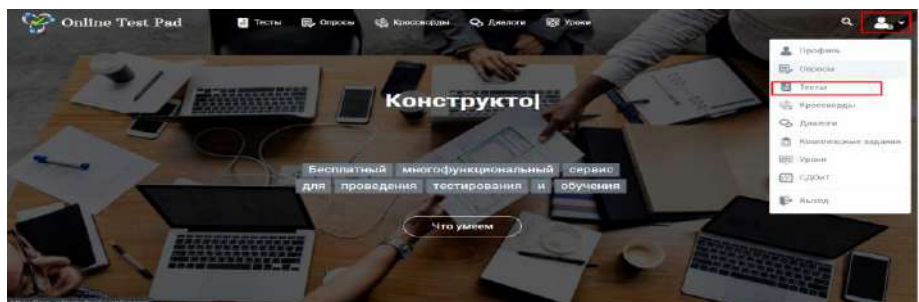 Online Test Pad
Тесты
Опросы
Кроссворды
Диалоги
Уроки
Профиль
Опросы
Тесты
Кроссворды
Диалоги
Комплексные задания
Уроки
СДОиТ
Выход
Конструкто
Бесплатный многофункциональный сервис
для проведения тестирования и обучения
Что умеем